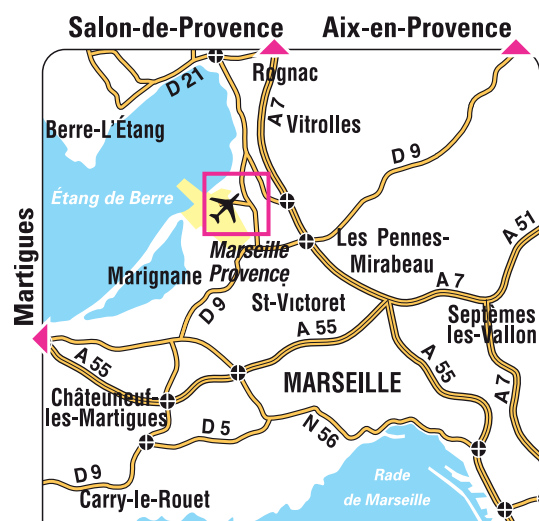 Salon-de-Provence
Aix-en-Provence
Rognac
D 21
A 7
Vitrolles
Berre-L'Étang
D 9
Étang de Berre
A 51
Les Pennes-
Mirabeau
Marseille
Provence
Marignane
Martigues
D 9
St-Victoret
A 7
Septèmes
les-Vallon
A 55
A 55
A 55
MARSEILLE
A 7
Châteuneuf
-les-Martigues
D 5
N 56
D 9
Carry-le-Rouet
Rade
de Marseille